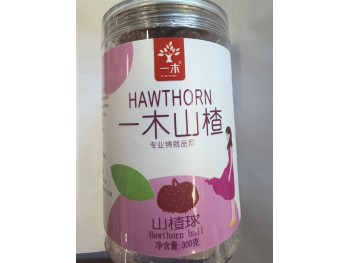 一木
HAWTHORN
一木山楂
专业铸就品质
山楂球
Hawthorn ball
净含量:300克